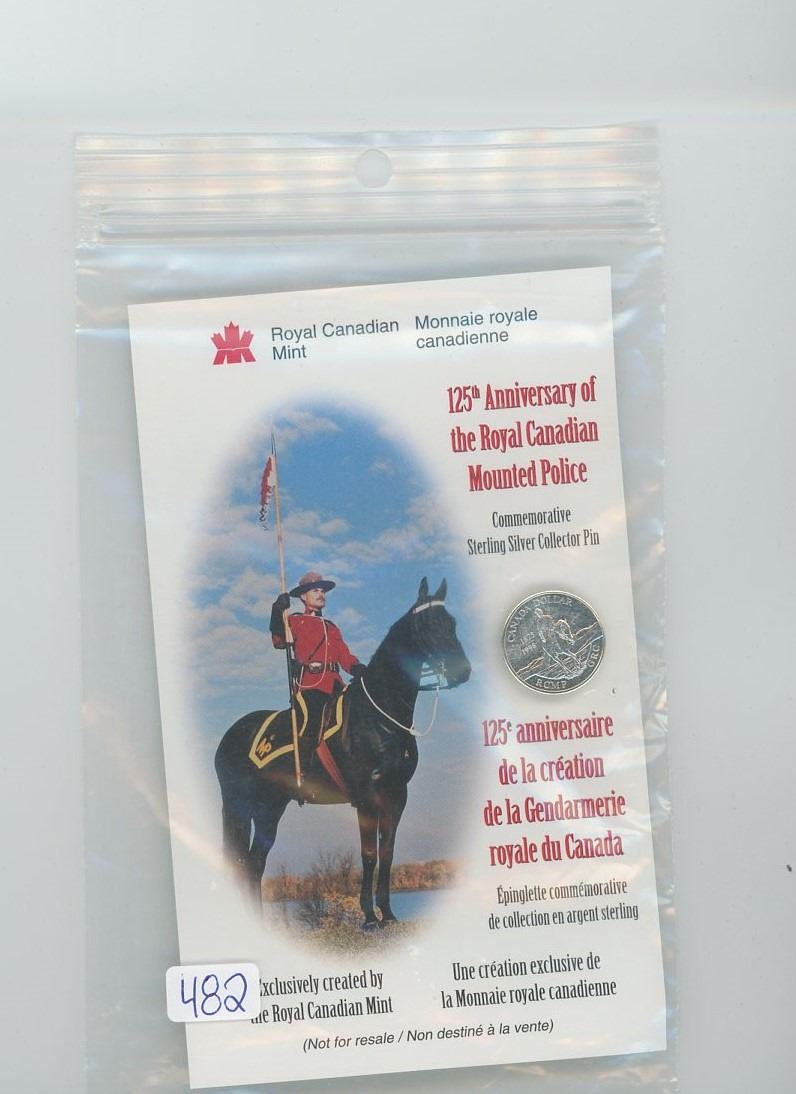 Royal Canadian
Mint
Monnaie royale
canadienne
125th Anniversary of
the Royal Canadian
Mounted Police
Commemorative
Sterling Silver Collector Pin
CANADA DOLLAR
1873
1998
RCMP
GRC
125e anniversaire
de la création
de la Gendarmerie
royale du Canada
Épinglette commémorative
de collection en argent sterling
Exclusively created by
the Royal Canadian Mint
Une création exclusive de
la Monnaie royale canadienne
(Not for resale / Non destiné à la vente)
482